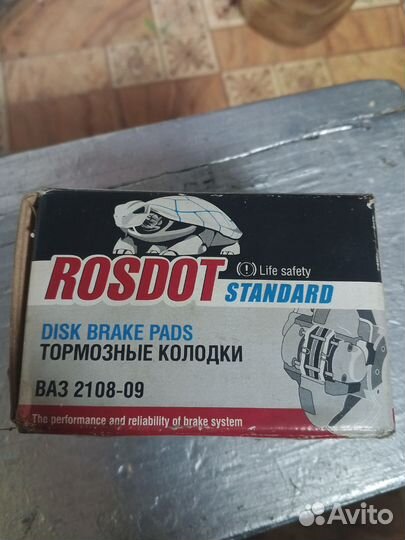 ROSDOT
Life safety
STANDARD
DISK BRAKE PADS
ТОРМОЗНЫЕ КОЛОДКИ
ВАЗ 2108-09
The performance and reliability of brake system
Avito